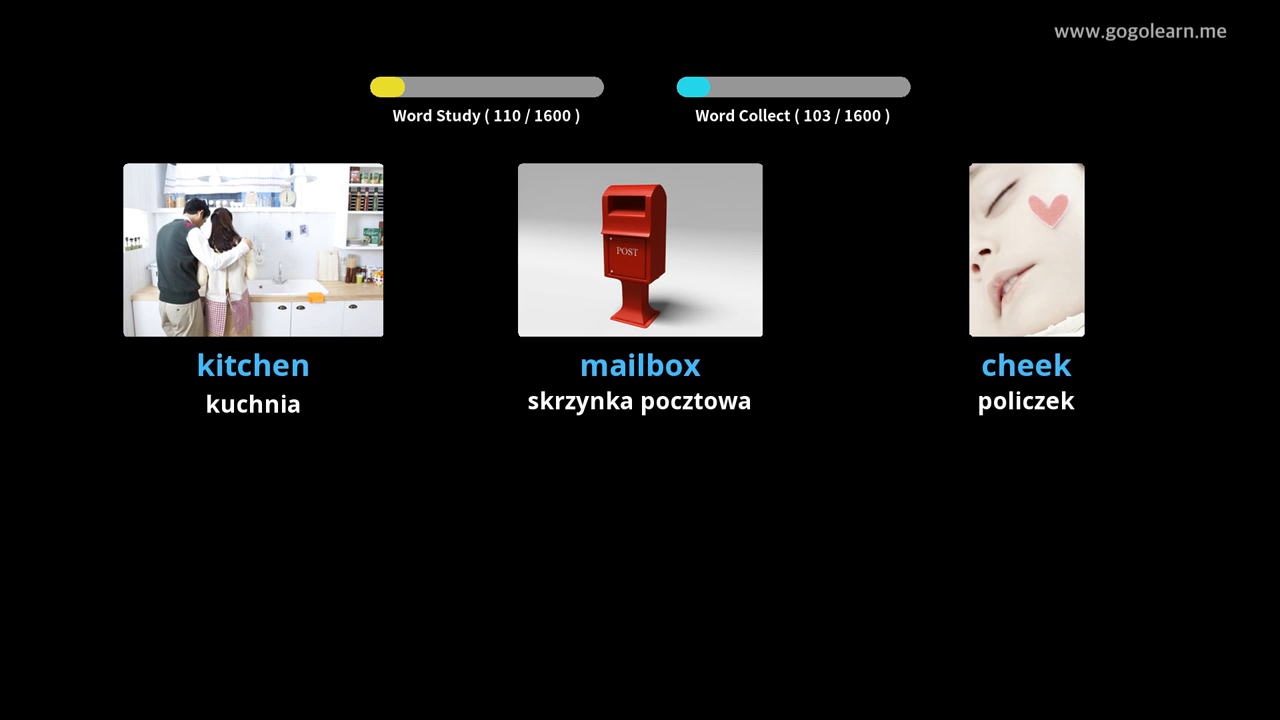 www.gogolearn.me
Word Study ( 110 / 1600 )
Word Collect ( 103 / 1600 )
POST
kitchen
mailbox
cheek
kuchnia
skrzynka pocztowa
policzek